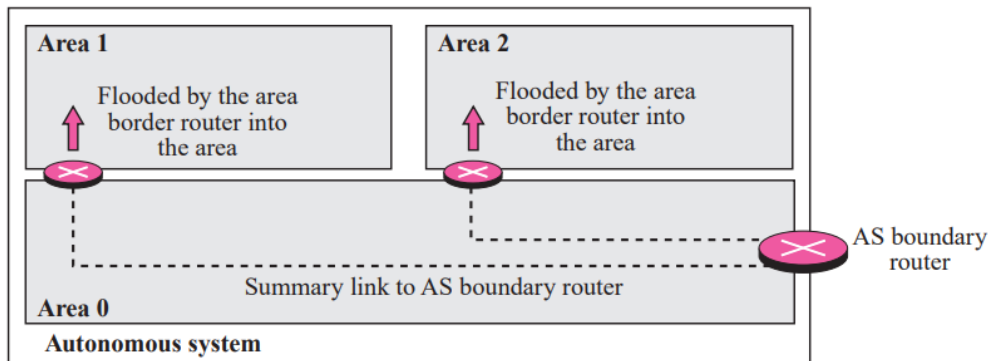 Area 1
Flooded by the area
border router into
the area
Area 2
Flooded by the area
border router into
the area
AS boundary
router
Summary link to AS boundary router
Area 0
Autonomous system